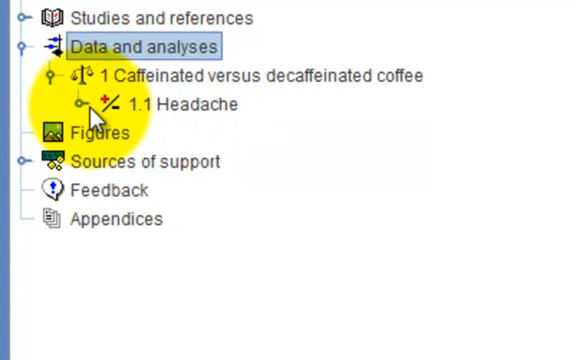 Studies and references
Data and analyses
1 Caffeinated versus decaffeinated coffee
1.1 Headache
Figures
Sources of support
Feedback
Appendices